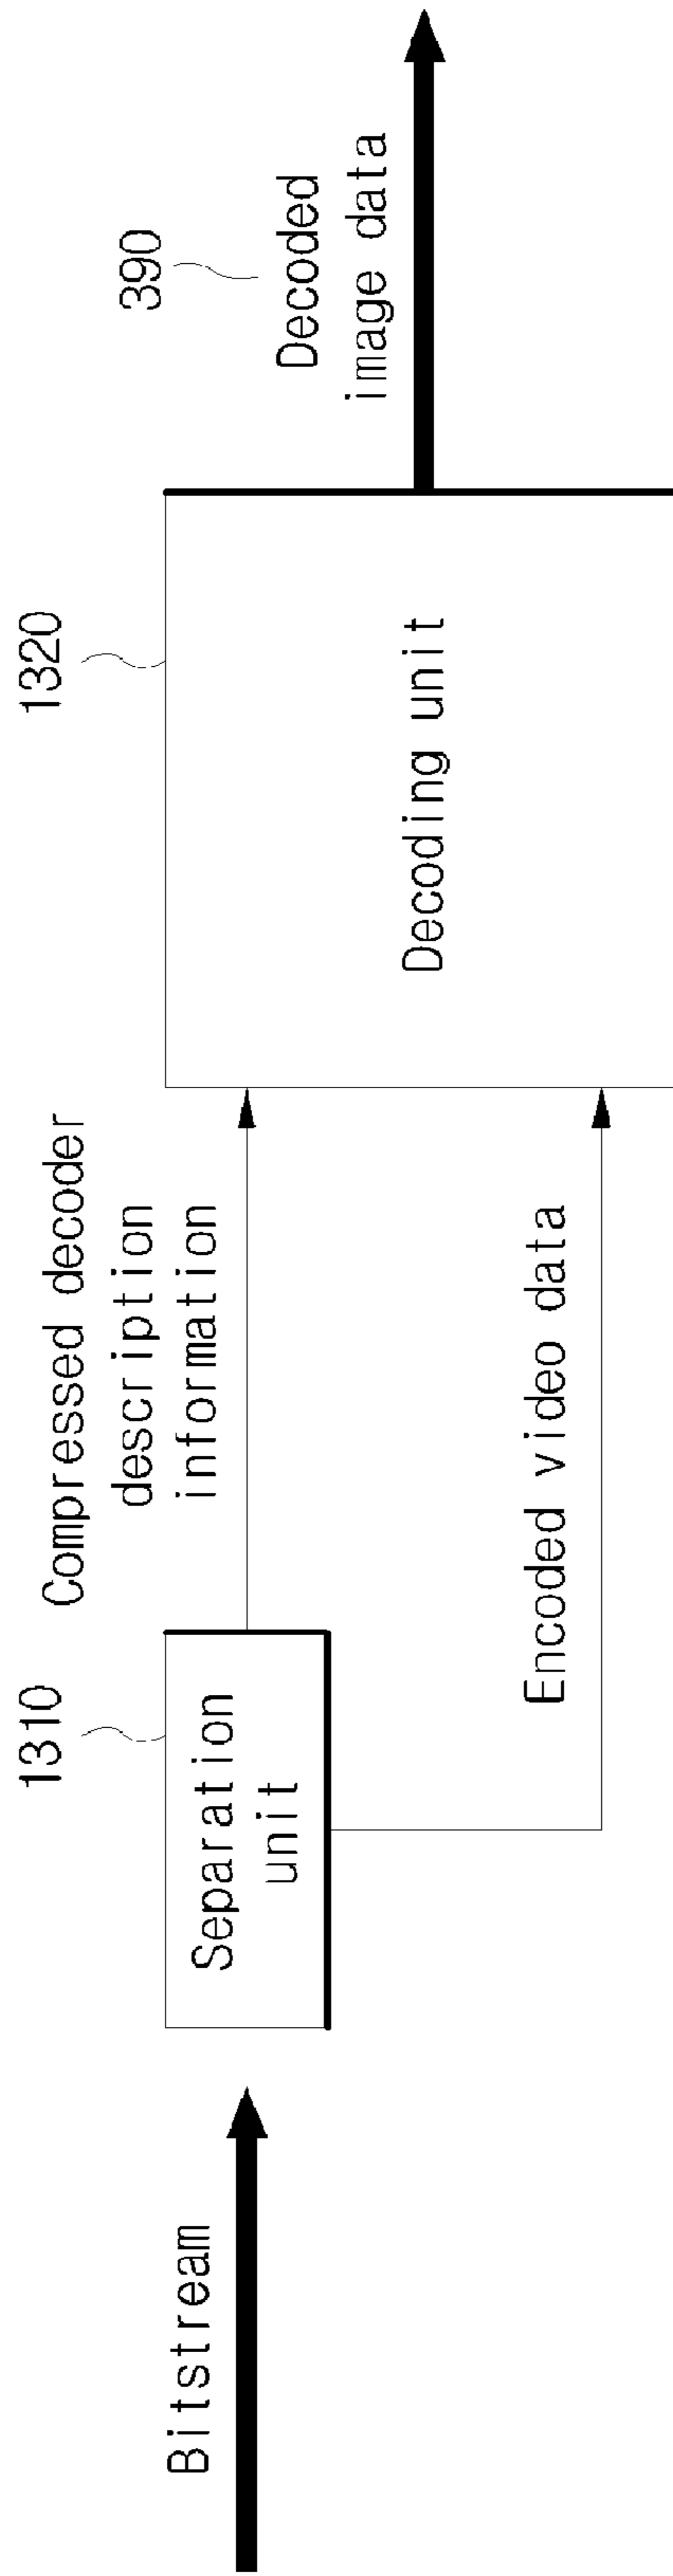 Bitstream
1310
Separation
unit
Compressed decoder
description
information
Encoded video data
1320
Decoding unit
390
Decoded
image data